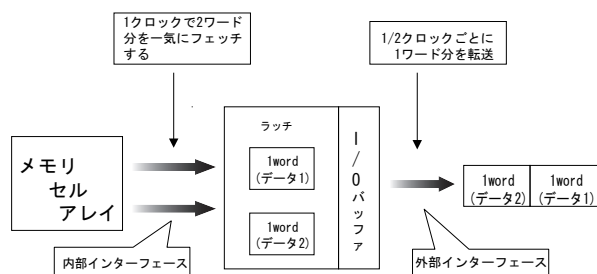 1クロックで2ワード
分を一気にフェッチ
する
1/2クロックごとに
1ワード分を転送
メモリ
セル
アレイ
ラッチ
1word
(データ1)
1word
(データ2)
I/Oバッファ
1word
(データ2)
1word
(データ1)
内部インターフェース
外部インターフェース